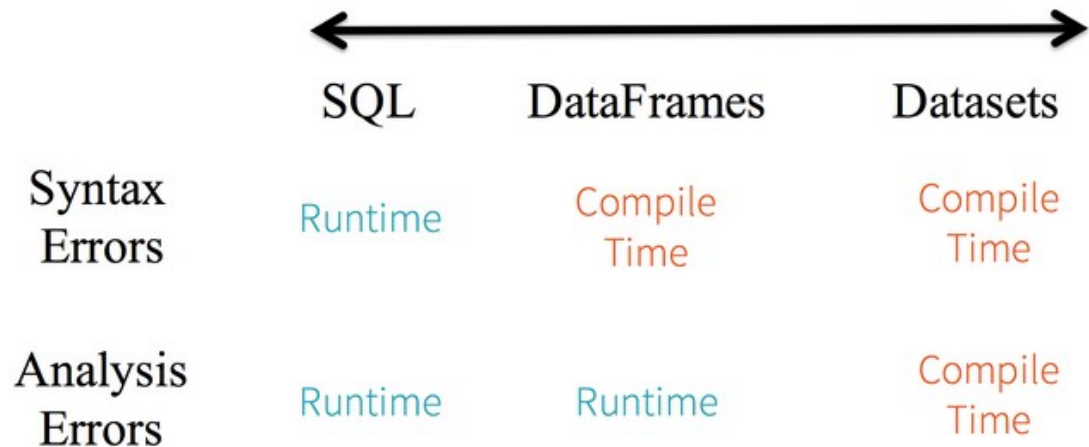 SQL DataFrames Datasets
Syntax
Errors
Runtime
Compile
Time
Compile
Time
Analysis
Errors
Runtime
Runtime
Compile
Time